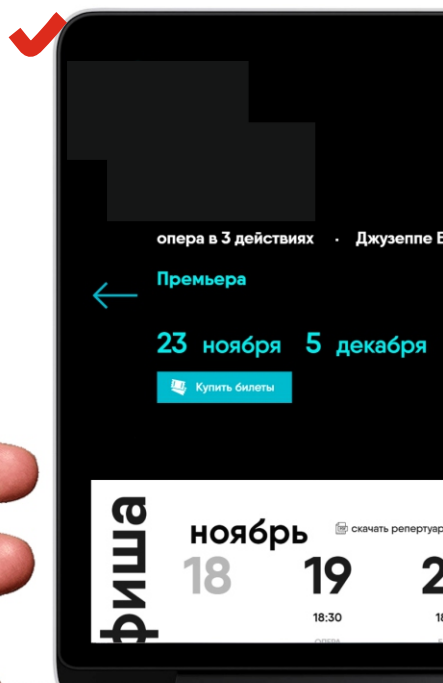 опера в 3 действиях · Джузеппе
Премьера
23 ноября 5 декабря
Купить билеты
фиша
ноябрь
скачать репертуар
18 19
18:30
ОПЕРА